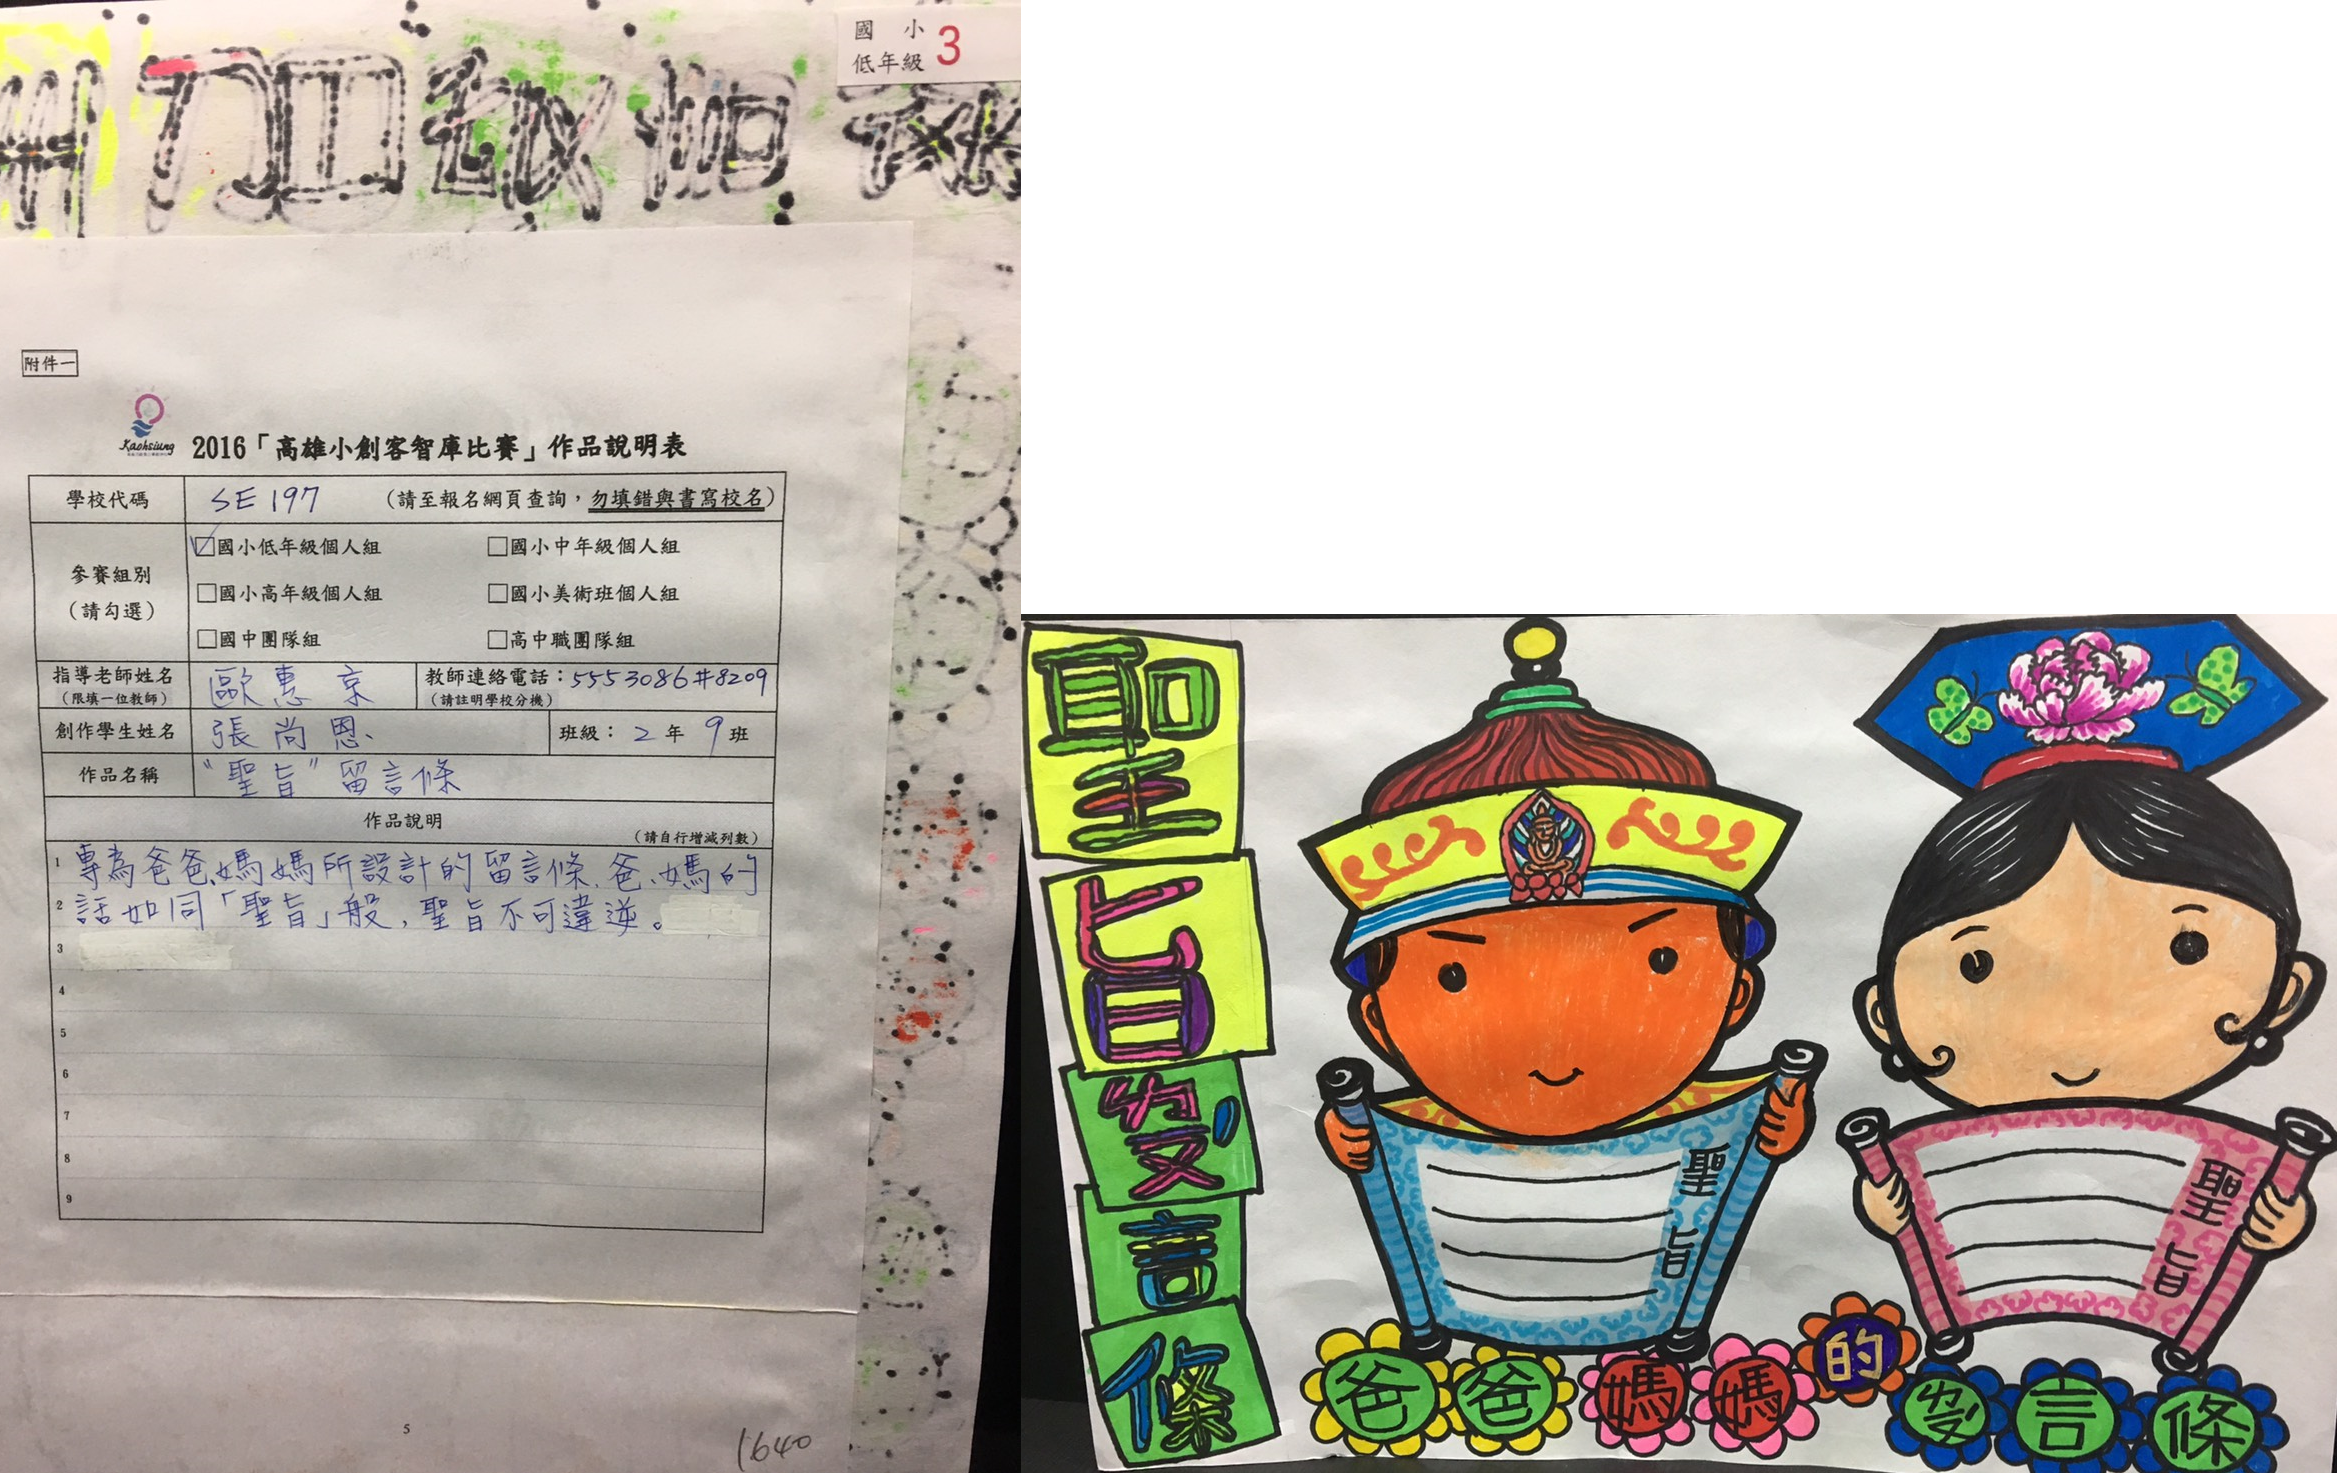 國小
低年級 3
附件一
Kaohsiung
2016「高雄小創客智庫比賽」作品說明表
學校代碼 SE197 (請至報名網頁查詢，勿填錯與書寫校名)
參賽組別
(請勾選)
☑國小低年級個人組 □國小中年級個人組
□國小高年級個人組 □國小美術班個人組
□國中團隊組 □高中職團隊組
指導老師姓名 歐惠京 教師連絡電話：5553086#8209
(限填一位教師) (請註明學校分機)
創作學生姓名 張尚恩 班級：2年9班
作品名稱 "聖旨"留言條
作品說明
(請自行增減列數)
1 專為爸爸、媽媽所設計的留言條,爸、媽的
2 話如同「聖旨」般,聖旨不可違逆。
3
4
5
6
7
8
9
5
1640
聖
旨
留
言
條
聖旨
聖旨
爸爸媽媽的留言條